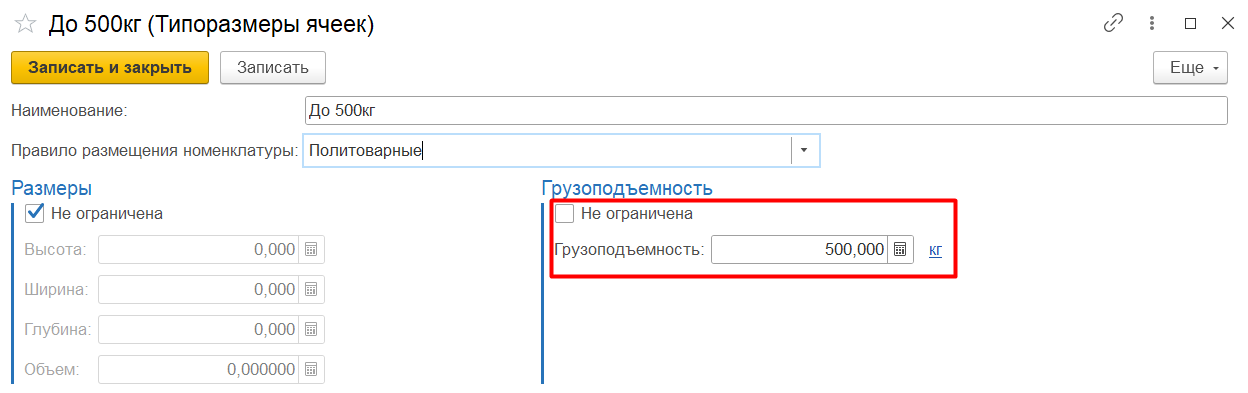 До 500кг (Типоразмеры ячеек)
Записать и закрыть Записать Еще
Наименование: До 500кг
Правило размещения номенклатуры: Политоварные
Размеры Грузоподъемность
Не ограничена Не ограничена
Высота: 0,000 Грузоподъемность: 500,000 кг
Ширина: 0,000
Глубина: 0,000
Объем: 0,000000